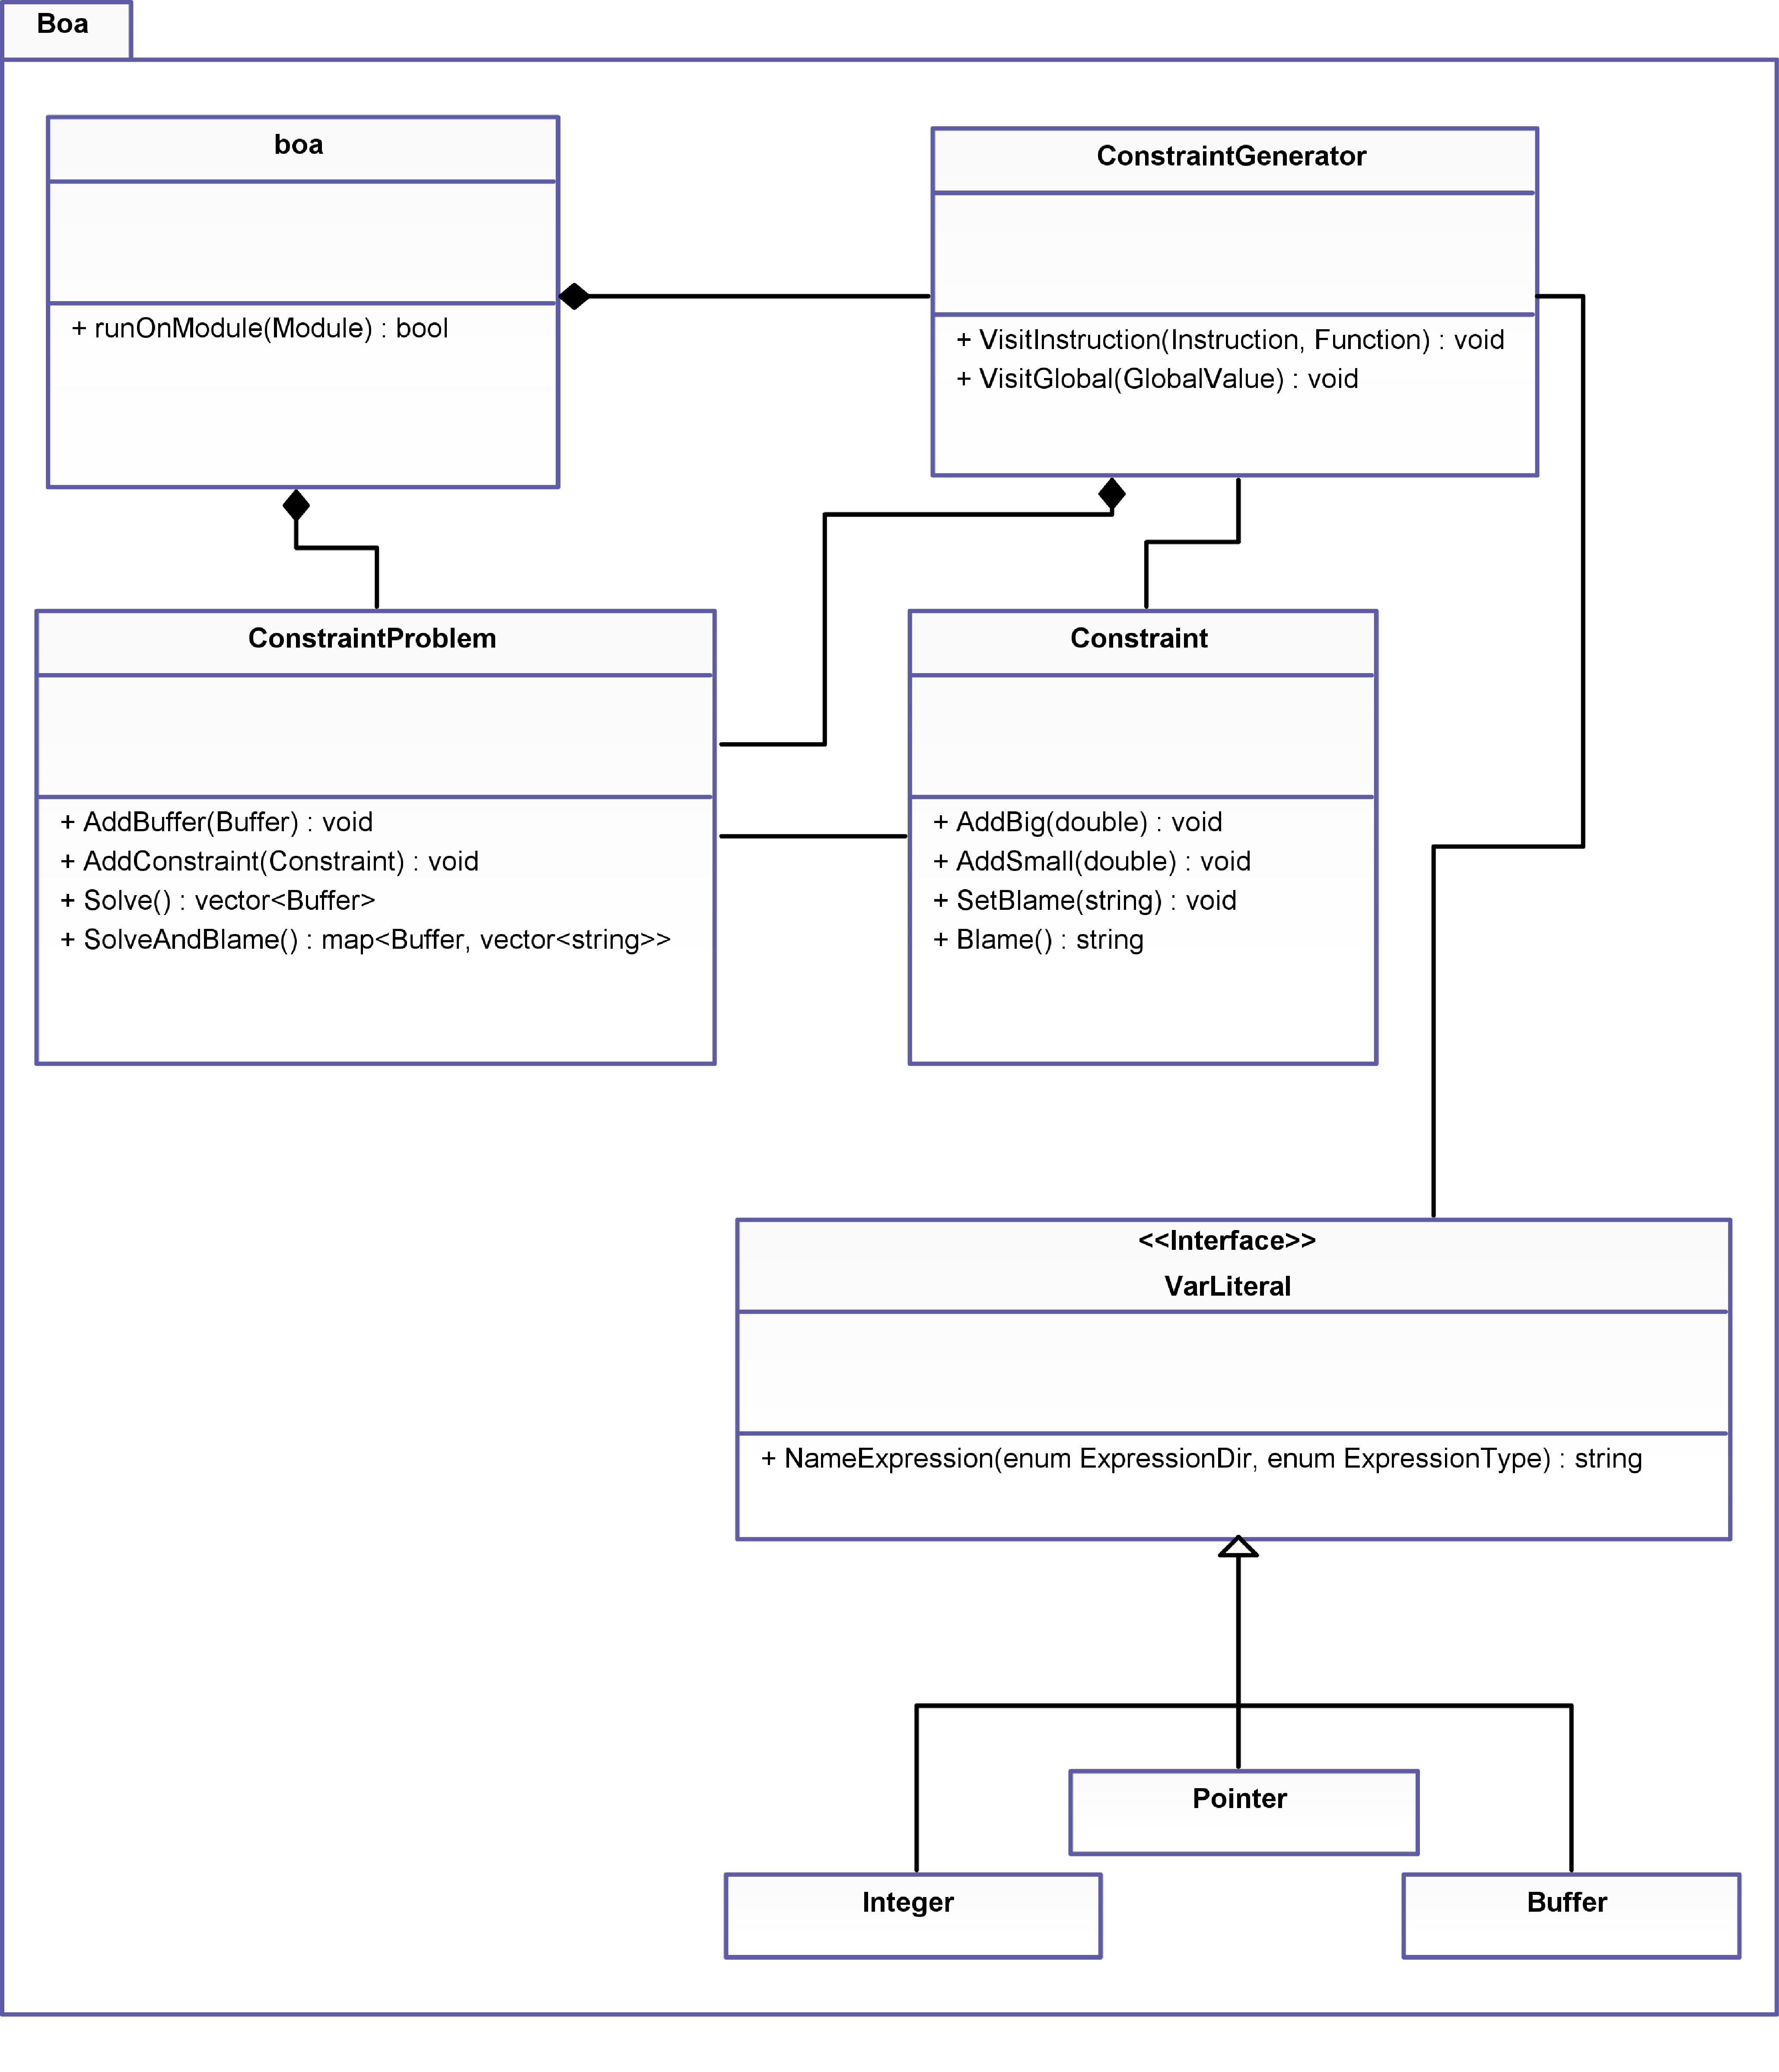 Boa
boa
+ runOnModule(Module) : bool
ConstraintGenerator
+ VisitInstruction(Instruction, Function) : void
+ VisitGlobal(GlobalValue) : void
ConstraintProblem
+ AddBuffer(Buffer) : void
+ AddConstraint(Constraint) : void
+ Solve() : vector<Buffer>
+ SolveAndBlame() : map<Buffer, vector<string>>
Constraint
+ AddBig(double) : void
+ AddSmall(double) : void
+ SetBlame(string) : void
+ Blame() : string
<<Interface>>
VarLiteral
+ NameExpression(enum ExpressionDir, enum ExpressionType) : string
Pointer
Integer
Buffer